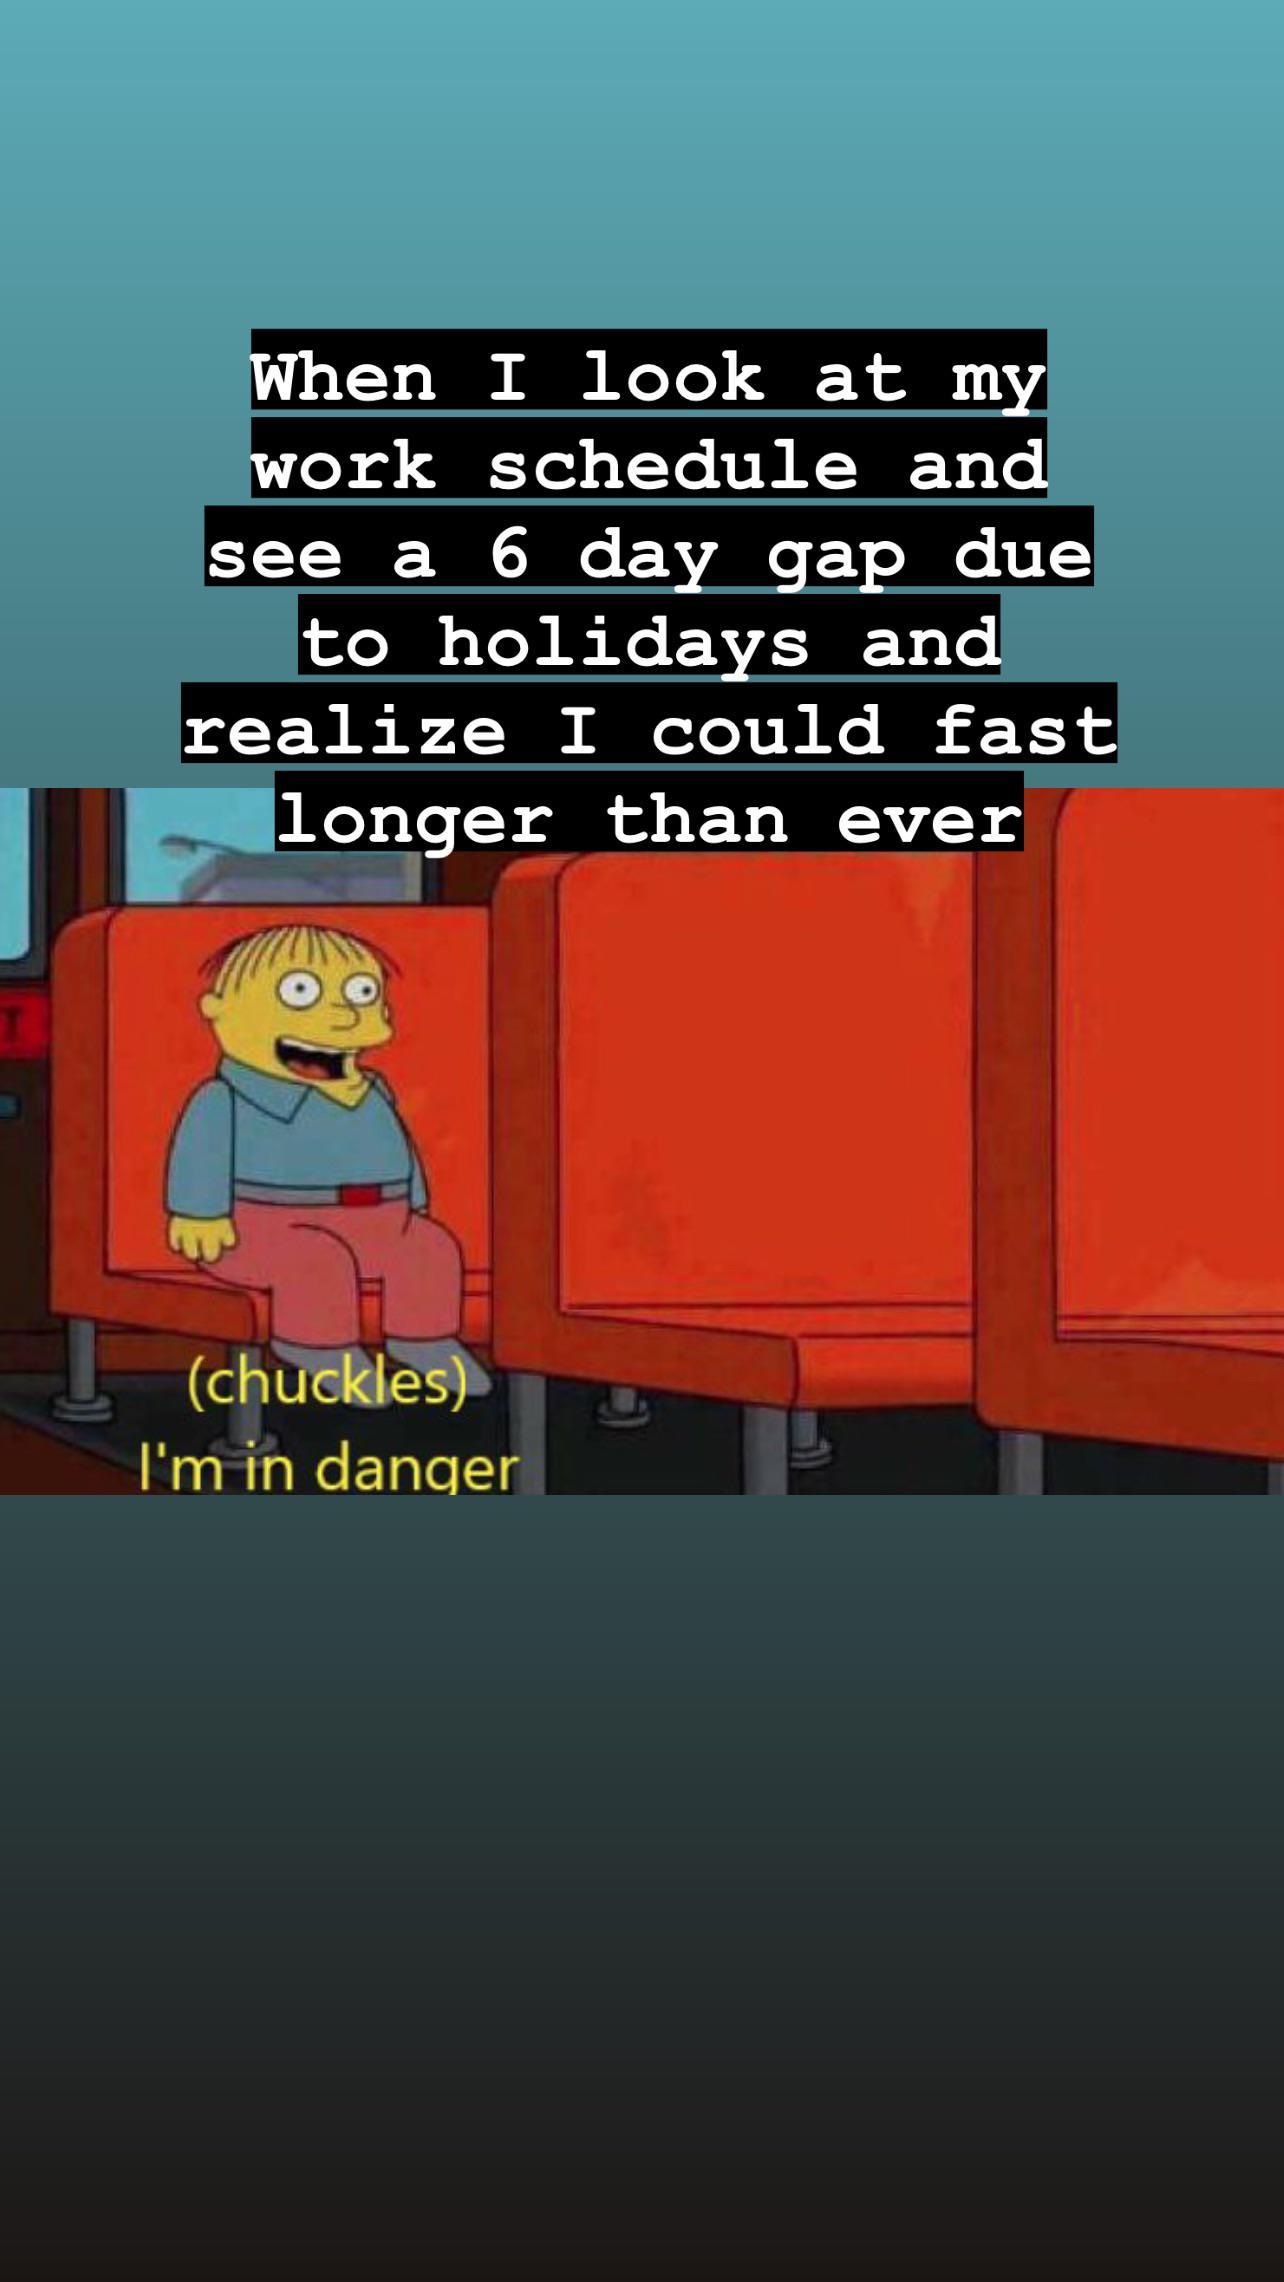 When I look at my
work schedule and
see a 6 day gap due
to holidays and
realize I could fast
longer than ever
(chuckles)
I'm in danger